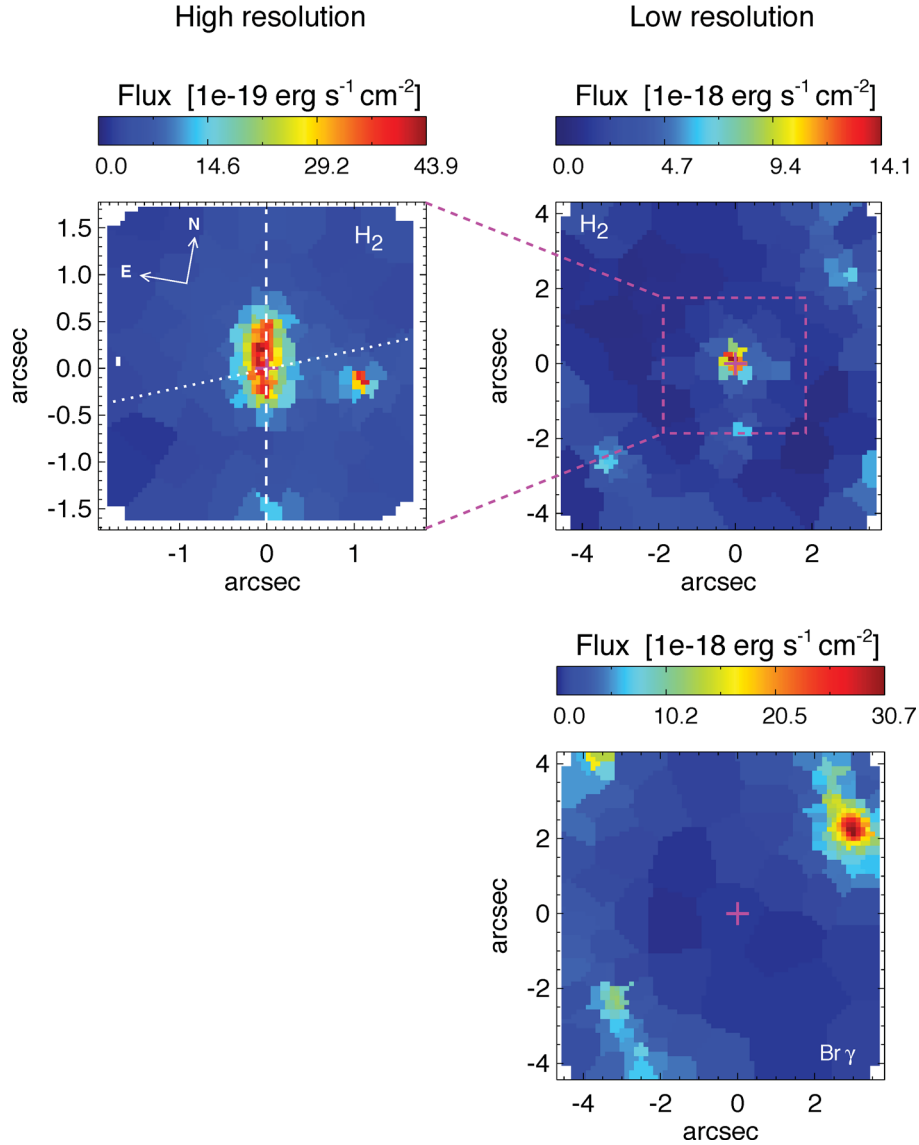 High resolution
Low resolution
Flux [1e-19 erg s⁻¹ cm⁻²]
0.0 14.6 29.2 43.9
Flux [1e-18 erg s⁻¹ cm⁻²]
0.0 4.7 9.4 14.1
H₂
N
E
1.5
1.0
0.5
0.0
-0.5
-1.0
-1.5
arcsec
-1 0 1
arcsec
H₂
4
2
0
-2
-4
arcsec
-4 -2 0 2
arcsec
Flux [1e-18 erg s⁻¹ cm⁻²]
0.0 10.2 20.5 30.7
4
2
0
-2
-4
arcsec
Br γ
-4 -2 0 2
arcsec